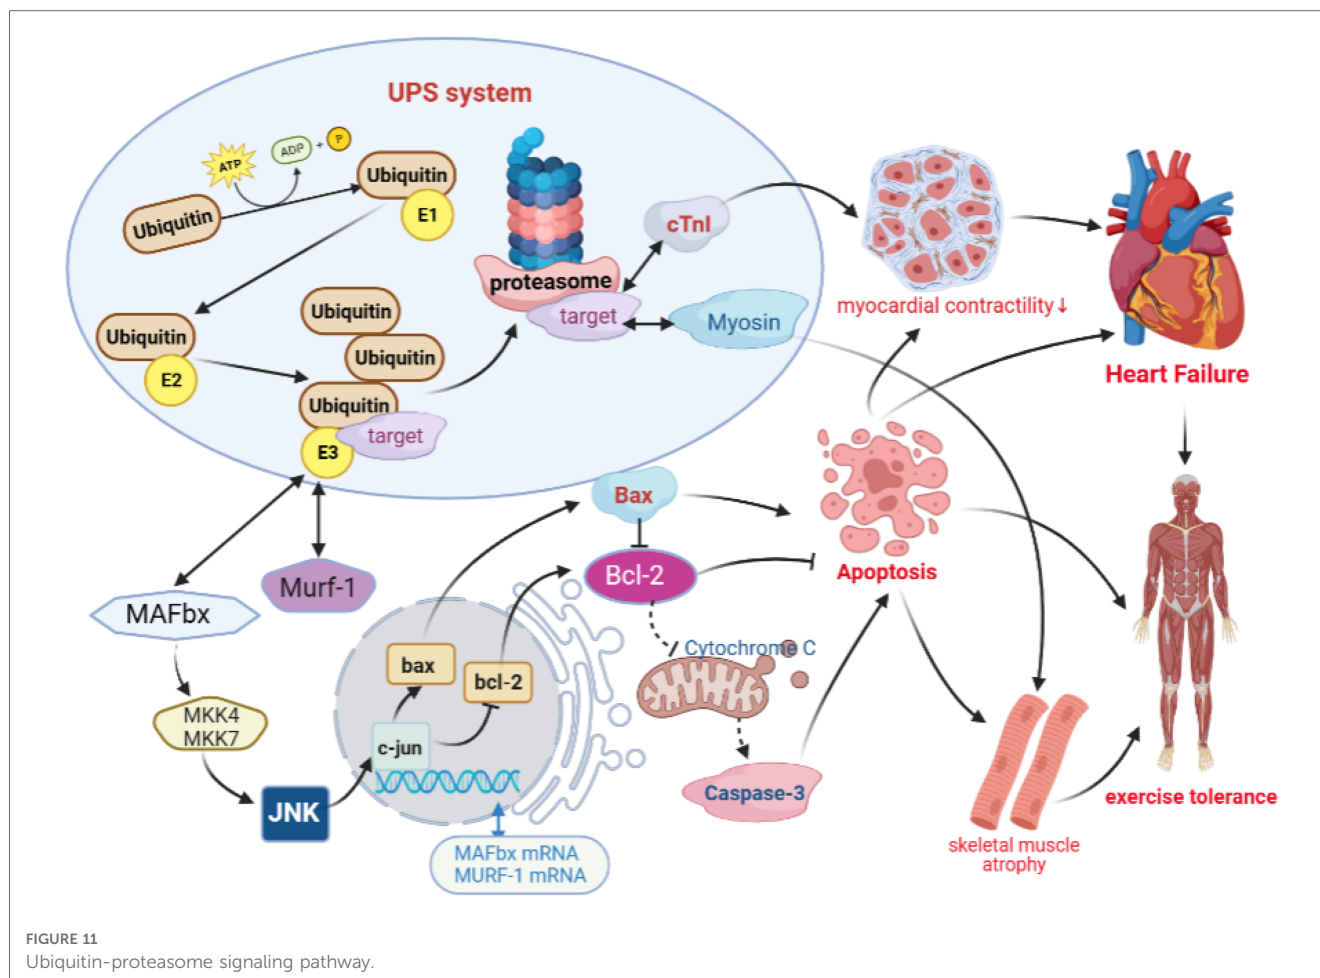 UPS system
ATP
ADP
+
P
Ubiquitin
Ubiquitin
E1
Ubiquitin
E2
Ubiquitin
Ubiquitin
Ubiquitin
E3
target
proteasome
target
cTnI
Myosin
myocardial contractility↓
Heart Failure
MAFbx
Murf-1
MKK4
MKK7
JNK
c-jun
bax
bcl-2
MAFbx mRNA
MURF-1 mRNA
Bax
Bcl-2
Cytochrome C
Caspase-3
Apoptosis
skeletal muscle
atrophy
exercise tolerance
FIGURE 11
Ubiquitin-proteasome signaling pathway.